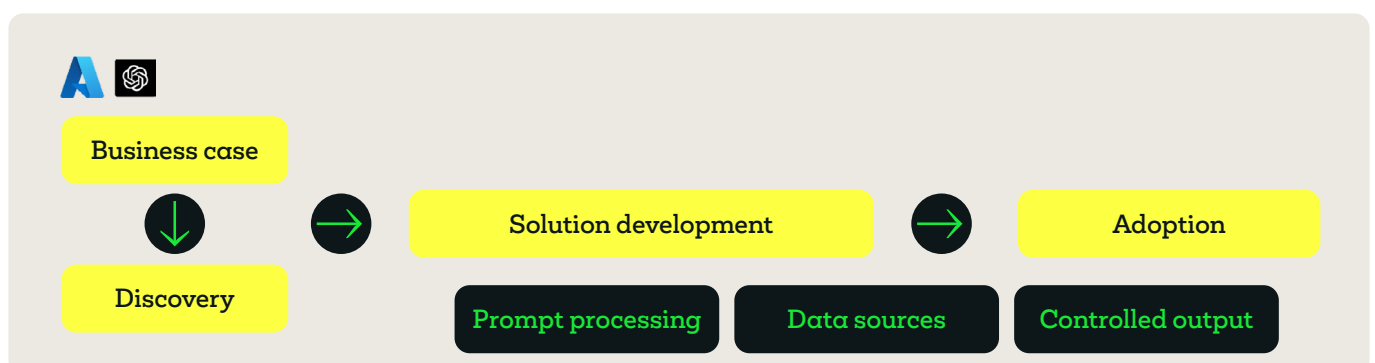 Business case
Discovery
Solution development
Adoption
Prompt processing
Data sources
Controlled output